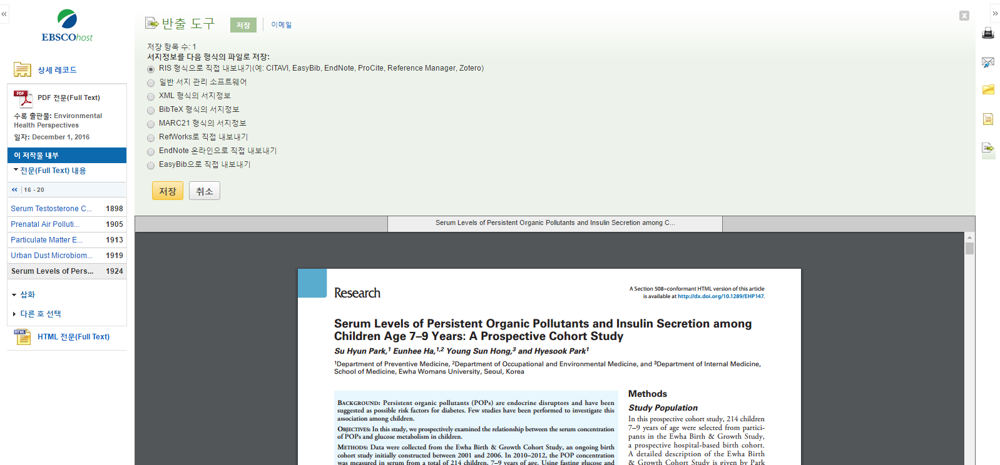 «
EBSCOhost
상세 레코드
PDF
PDF 전문(Full Text)
수록 출판물: Environmental
Health Perspectives
일자: December 1, 2016
이 저작물 내부
전문(Full Text) 내용
« 16 - 20
Serum Testosterone C... 1898
Prenatal Air Polluti... 1905
Particulate Matter E... 1913
Urban Dust Microbiom... 1919
Serum Levels of Pers... 1924
삽화
다른 호 선택
HTML
HTML 전문(Full Text)
반출 도구 저장 이메일
저장 항목 수: 1
서지정보를 다음 형식의 파일로 저장:
RIS 형식으로 직접 내보내기(예: CITAVI, EasyBib, EndNote, ProCite, Reference Manager, Zotero)
일반 서지 관리 소프트웨어
XML 형식의 서지정보
BibTeX 형식의 서지정보
MARC21 형식의 서지정보
RefWorks로 직접 내보내기
EndNote 온라인으로 직접 내보내기
EasyBib으로 직접 내보내기
저장 취소
Serum Levels of Persistent Organic Pollutants and Insulin Secretion among C...
Research
A Section 508–conformant HTML version of this article
is available at http://dx.doi.org/10.1289/EHP147.
Serum Levels of Persistent Organic Pollutants and Insulin Secretion among
Children Age 7–9 Years: A Prospective Cohort Study
Su Hyun Park,1 Eunhee Ha,1,2 Young Sun Hong,3 and Hyesook Park1
1Department of Preventive Medicine, 2Department of Occupational and Environmental Medicine, and 3Department of Internal Medicine,
School of Medicine, Ewha Womans University, Seoul, Korea
BACKGROUND: Persistent organic pollutants (POPs) are endocrine disruptors and have been
suggested as possible risk factors for diabetes. Few studies have been performed to investigate this
association among children.
OBJECTIVES: In this study, we prospectively examined the relationship between the serum concentration
of POPs and glucose metabolism in children.
METHODS: Data were collected from the Ewha Birth & Growth Cohort Study, an ongoing birth
cohort study initially constructed between 2001 and 2006. In 2010–2012, the POP concentration
was measured in serum from a total of 214 children, 7–9 years of age. Using fasting glucose and
Methods
Study Population
In this prospective cohort study, 214 children
7–9 years of age were selected from partici-
pants in the Ewha Birth & Growth Study,
a prospective hospital-based birth cohort.
A detailed description of the Ewha Birth
& Growth Cohort Study is given by Park
»